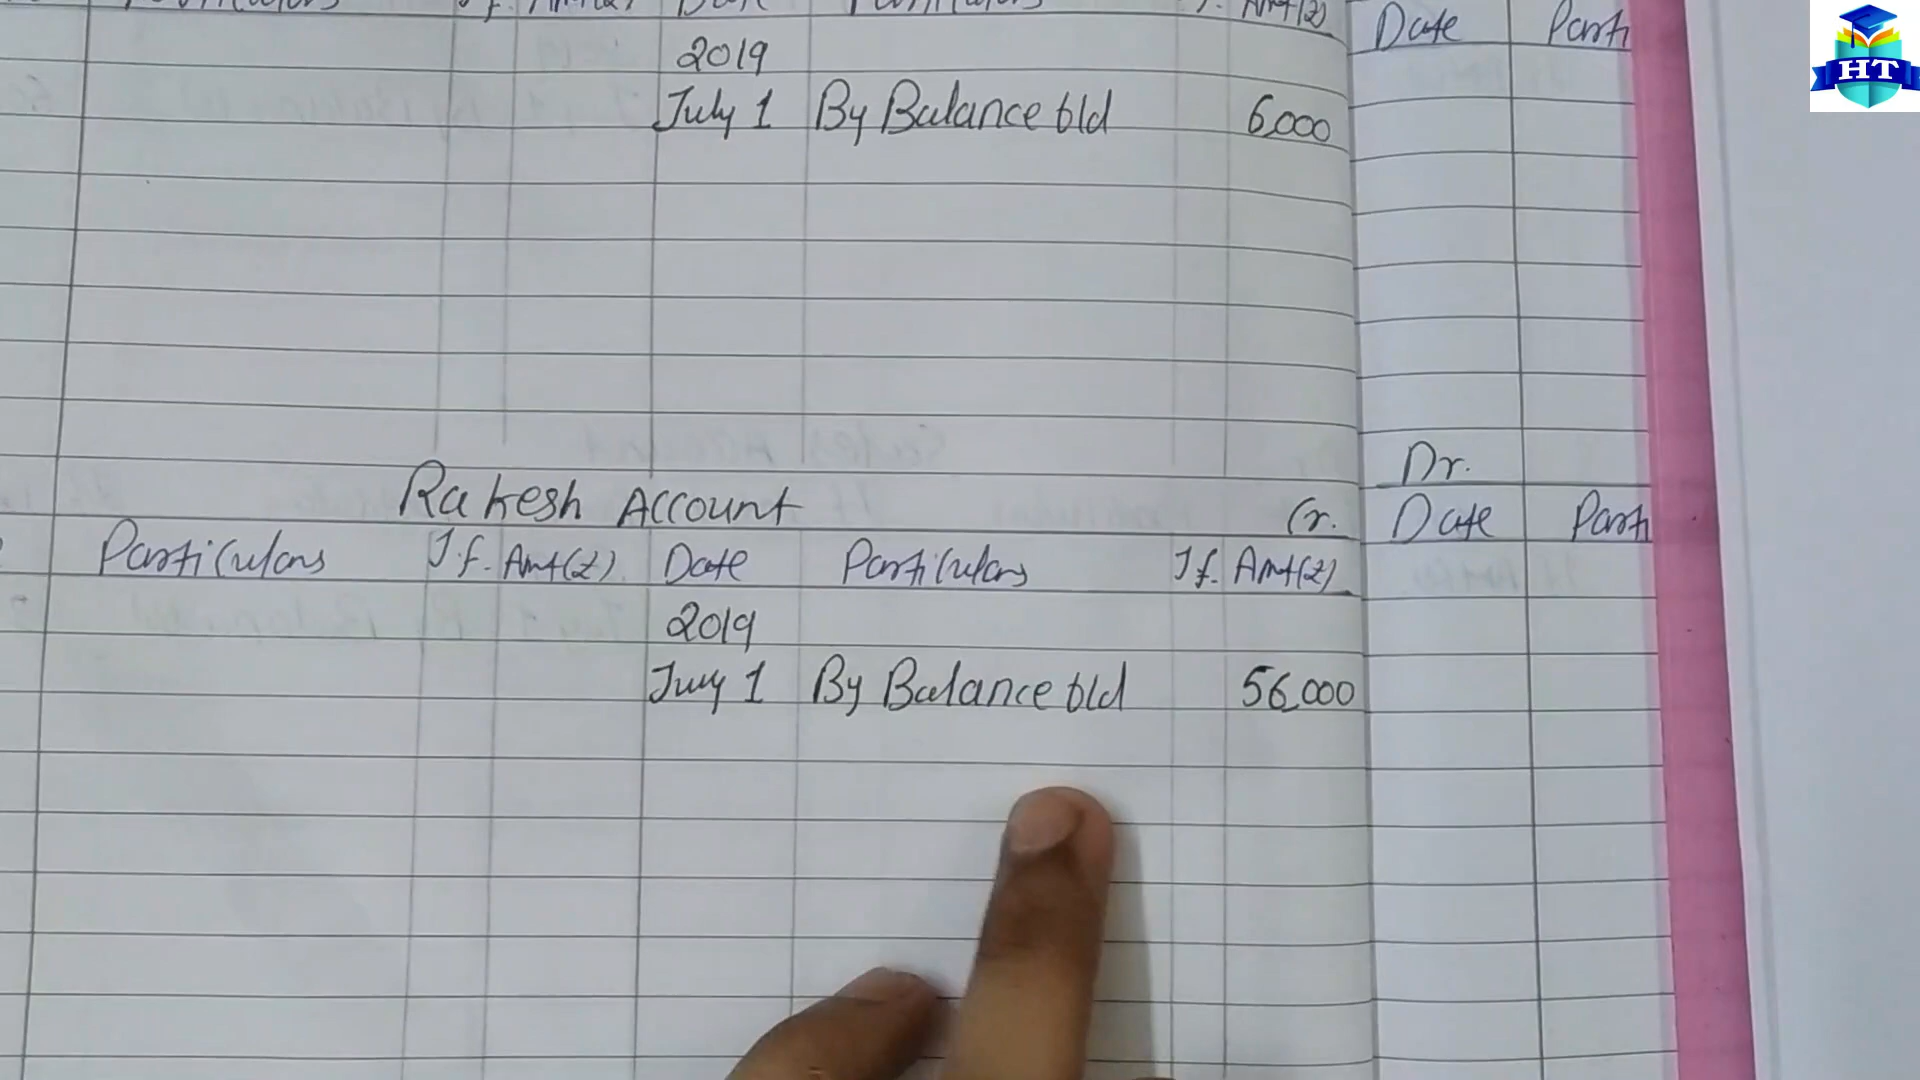 Date Parti
2019
July 1 By Balance b/d 6,000
Rakesh Account Cr.
Particulars J.f. Amt(₹) Date Particulars J.f. Amt(₹)
2019
July 1 By Balance b/d 56,000
Dr.
Date Parti
HT